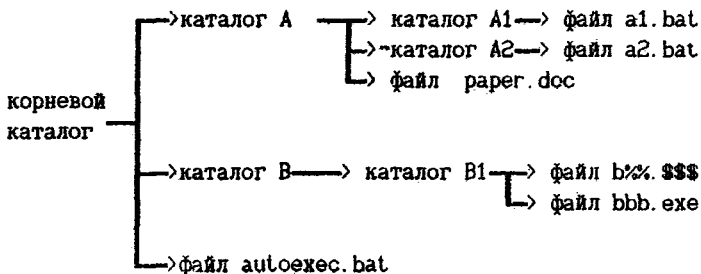 каталог A каталог A1 файл a1.bat
каталог A2 файл a2.bat
файл paper.doc
корневой
каталог
каталог B каталог B1 файл b%%.$$$
файл bbb.exe
файл autoexec.bat